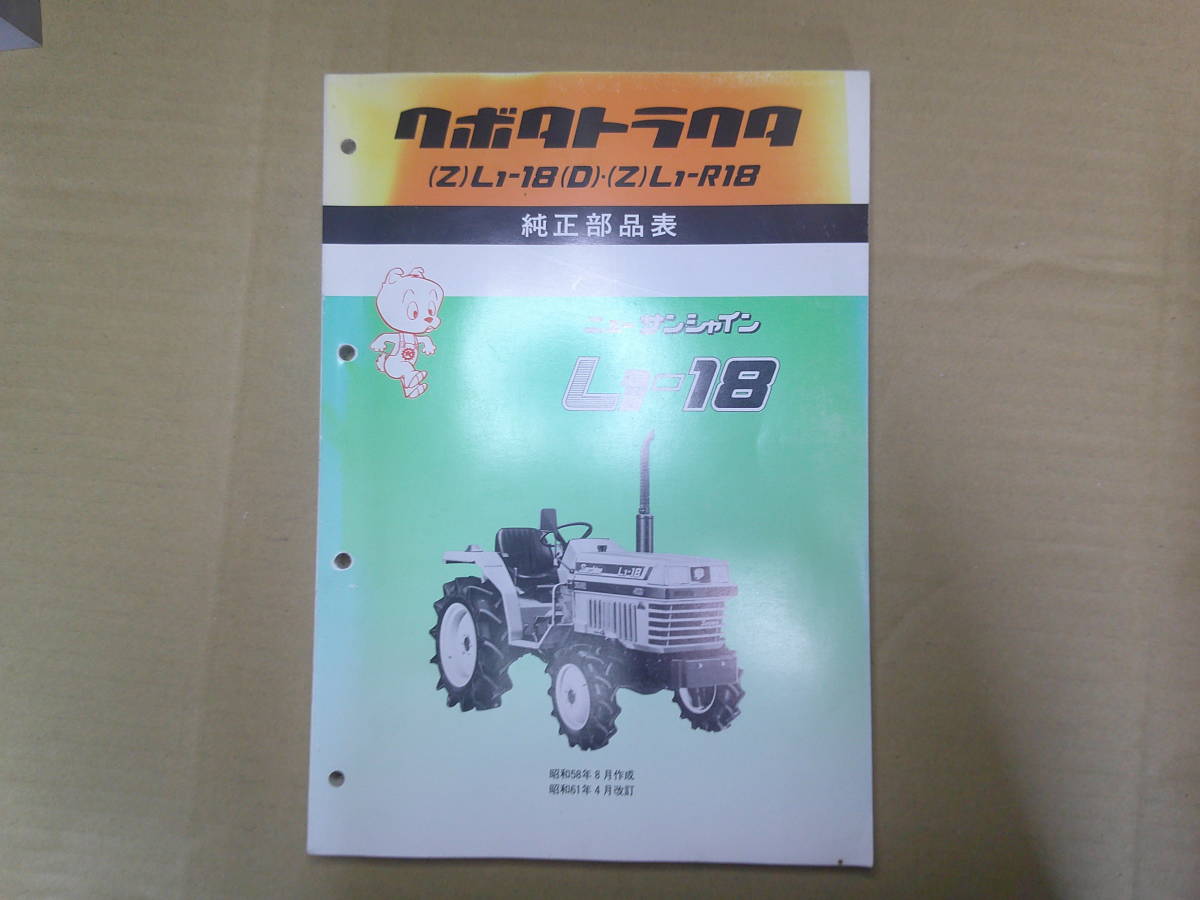 クボタトラクタ
(Z)L1-18(D)·(Z)L1-R18
純正部品表
ニューサンシャイン
L1-18
Sunshine L1-18
昭和58年8月作成
昭和61年4月改訂